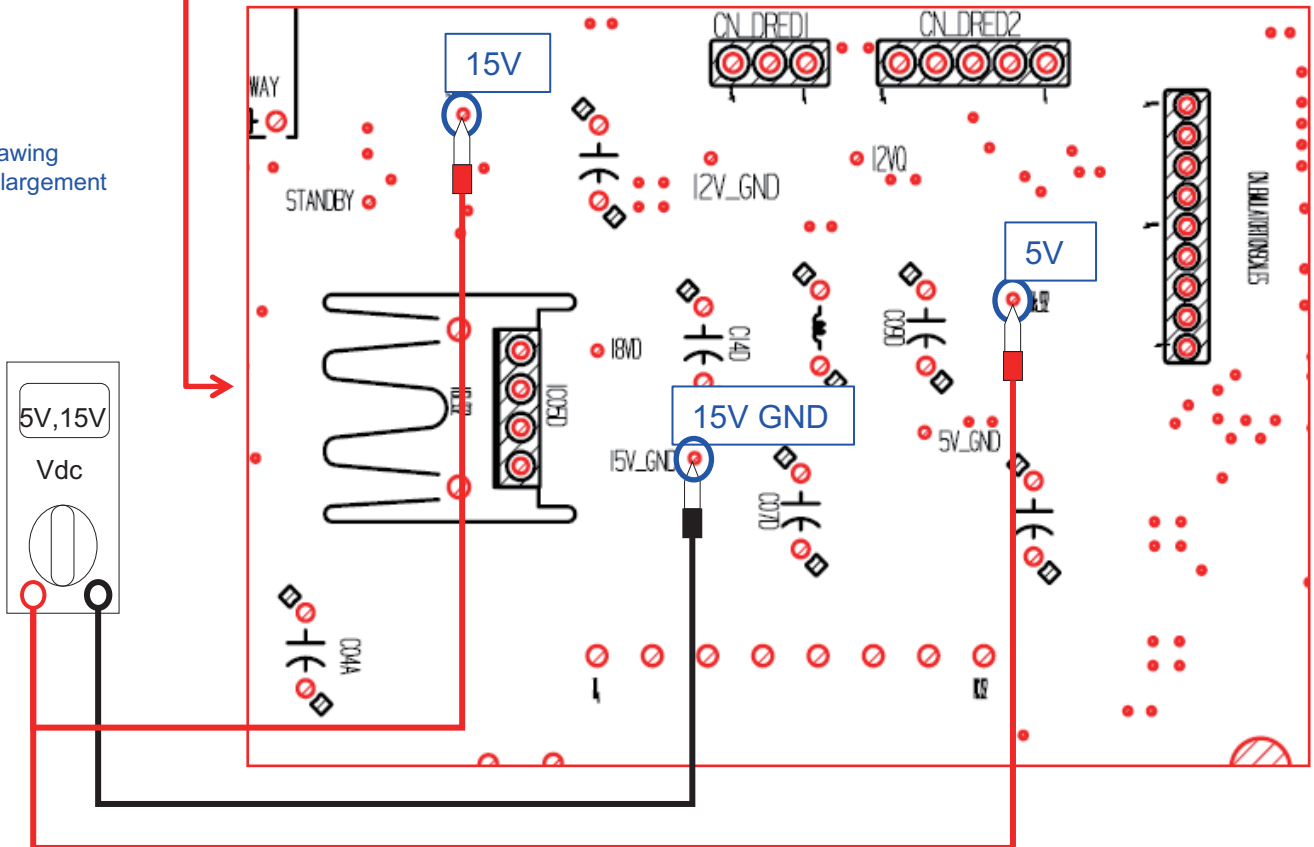 CN_DRED1
CN_DRED2
15V
WAY
awing
largement
STANDBY
12V_GND
12VQ
5V
18VD
C14D
C09D
IC05D
5V,15V
Vdc
15V GND
15V_GND
5V_GND
C07D
C04A